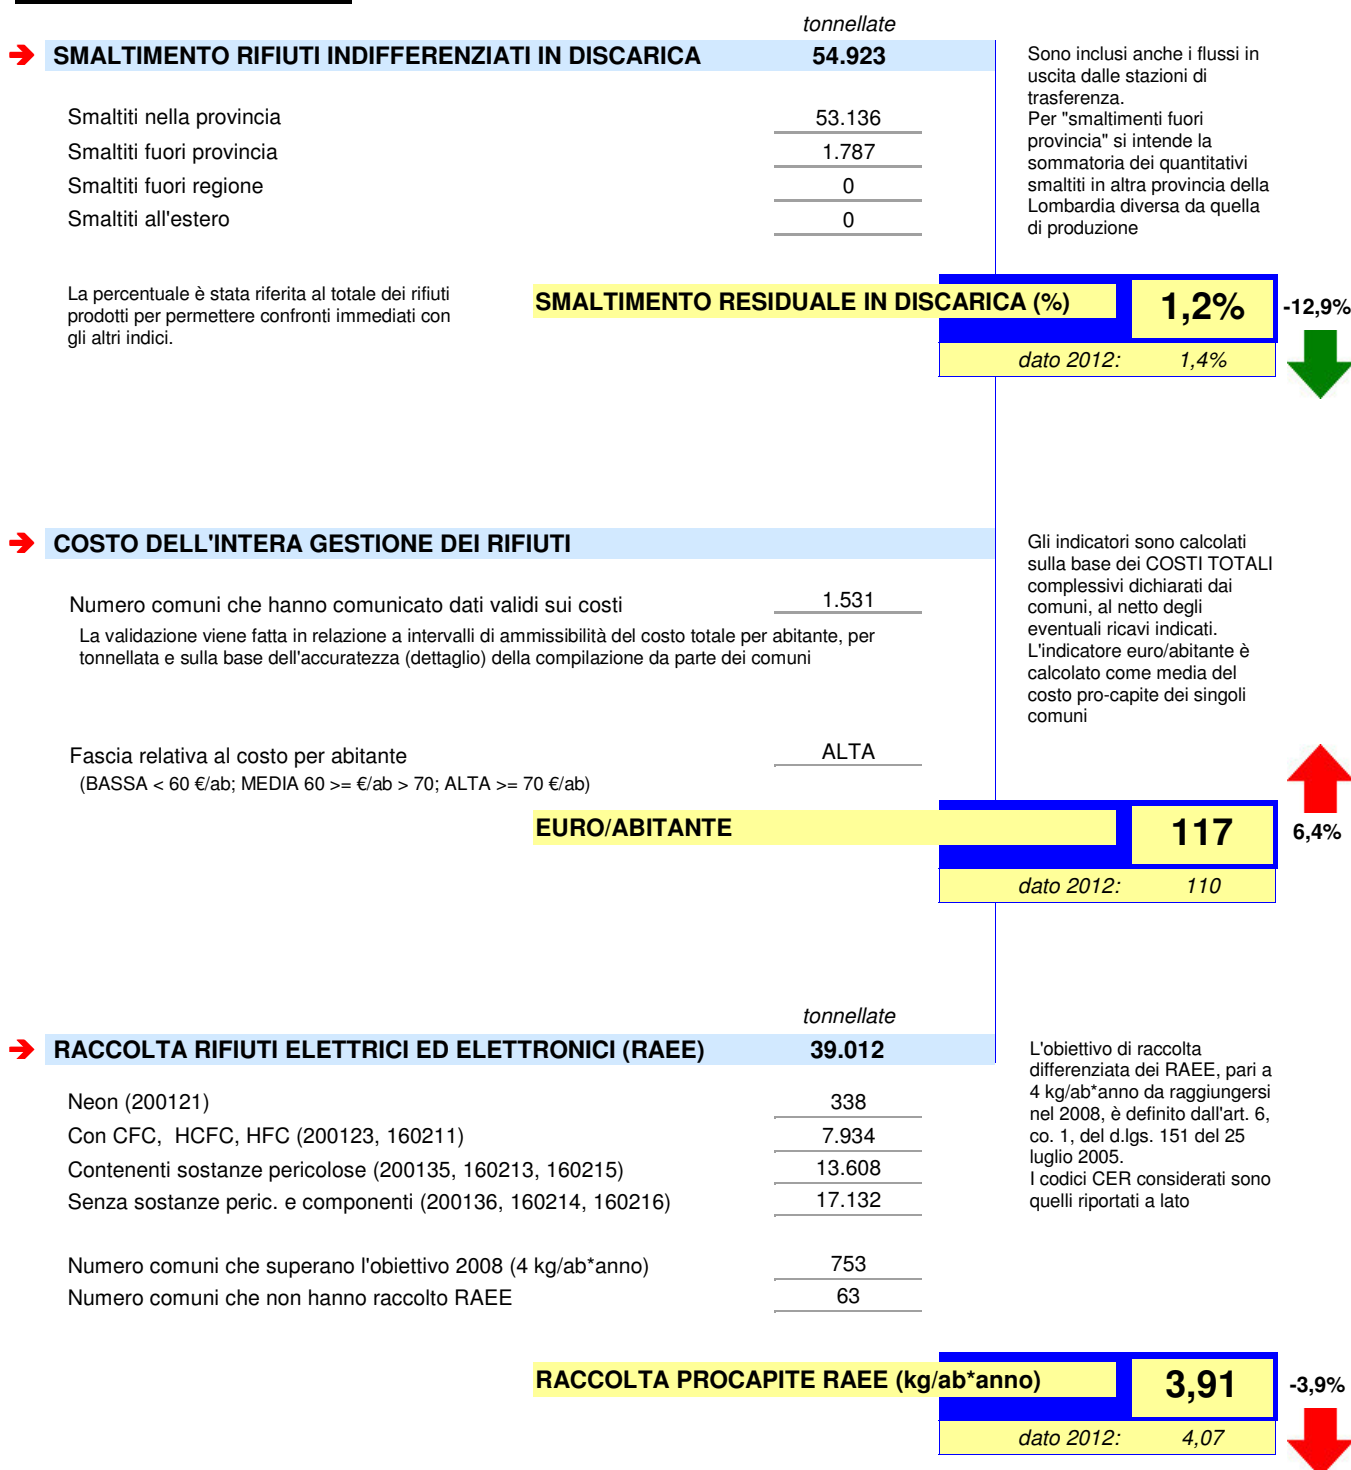 tonnellate
SMALTIMENTO RIFIUTI INDIFFERENZIATI IN DISCARICA 54.923
Smaltiti nella provincia 53.136
Smaltiti fuori provincia 1.787
Smaltiti fuori regione 0
Smaltiti all'estero 0
Sono inclusi anche i flussi in
uscita dalle stazioni di
trasferenza.
Per "smaltimenti fuori
provincia" si intende la
sommatoria dei quantitativi
smaltiti in altra provincia della
Lombardia diversa da quella
di produzione
La percentuale è stata riferita al totale dei rifiuti
prodotti per permettere confronti immediati con
gli altri indici.
SMALTIMENTO RESIDUALE IN DISCARICA (%) 1,2% -12,9%
dato 2012: 1,4%
COSTO DELL'INTERA GESTIONE DEI RIFIUTI
Numero comuni che hanno comunicato dati validi sui costi 1.531
La validazione viene fatta in relazione a intervalli di ammissibilità del costo totale per abitante, per
tonnellata e sulla base dell'accuratezza (dettaglio) della compilazione da parte dei comuni
Gli indicatori sono calcolati
sulla base dei COSTI TOTALI
complessivi dichiarati dai
comuni, al netto degli
eventuali ricavi indicati.
L'indicatore euro/abitante è
calcolato come media del
costo pro-capite dei singoli
comuni
Fascia relativa al costo per abitante ALTA
(BASSA < 60 €/ab; MEDIA 60 >= €/ab > 70; ALTA >= 70 €/ab)
EURO/ABITANTE 117 6,4%
dato 2012: 110
tonnellate
RACCOLTA RIFIUTI ELETTRICI ED ELETTRONICI (RAEE) 39.012
Neon (200121) 338
Con CFC, HCFC, HFC (200123, 160211) 7.934
Contenenti sostanze pericolose (200135, 160213, 160215) 13.608
Senza sostanze peric. e componenti (200136, 160214, 160216) 17.132
L'obiettivo di raccolta
differenziata dei RAEE, pari a
4 kg/ab*anno da raggiungersi
nel 2008, è definito dall'art. 6,
co. 1, del d.lgs. 151 del 25
luglio 2005.
I codici CER considerati sono
quelli riportati a lato
Numero comuni che superano l'obiettivo 2008 (4 kg/ab*anno) 753
Numero comuni che non hanno raccolto RAEE 63
RACCOLTA PROCAPITE RAEE (kg/ab*anno) 3,91 -3,9%
dato 2012: 4,07